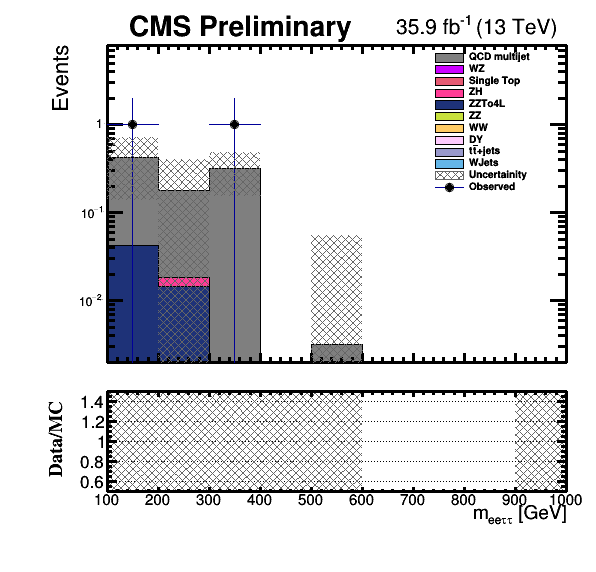 CMS Preliminary 35.9 fb⁻¹ (13 TeV)
Events
QCD multijet
WZ
Single Top
ZH
ZZTo4L
ZZ
WW
DY
tt̄+jets
WJets
Uncertainity
Observed
1
10⁻¹
10⁻²
Data/MC
1.4
1.2
1
0.8
0.6
100 200 300 400 500 600 700 800 900 1000
m_eeττ [GeV]